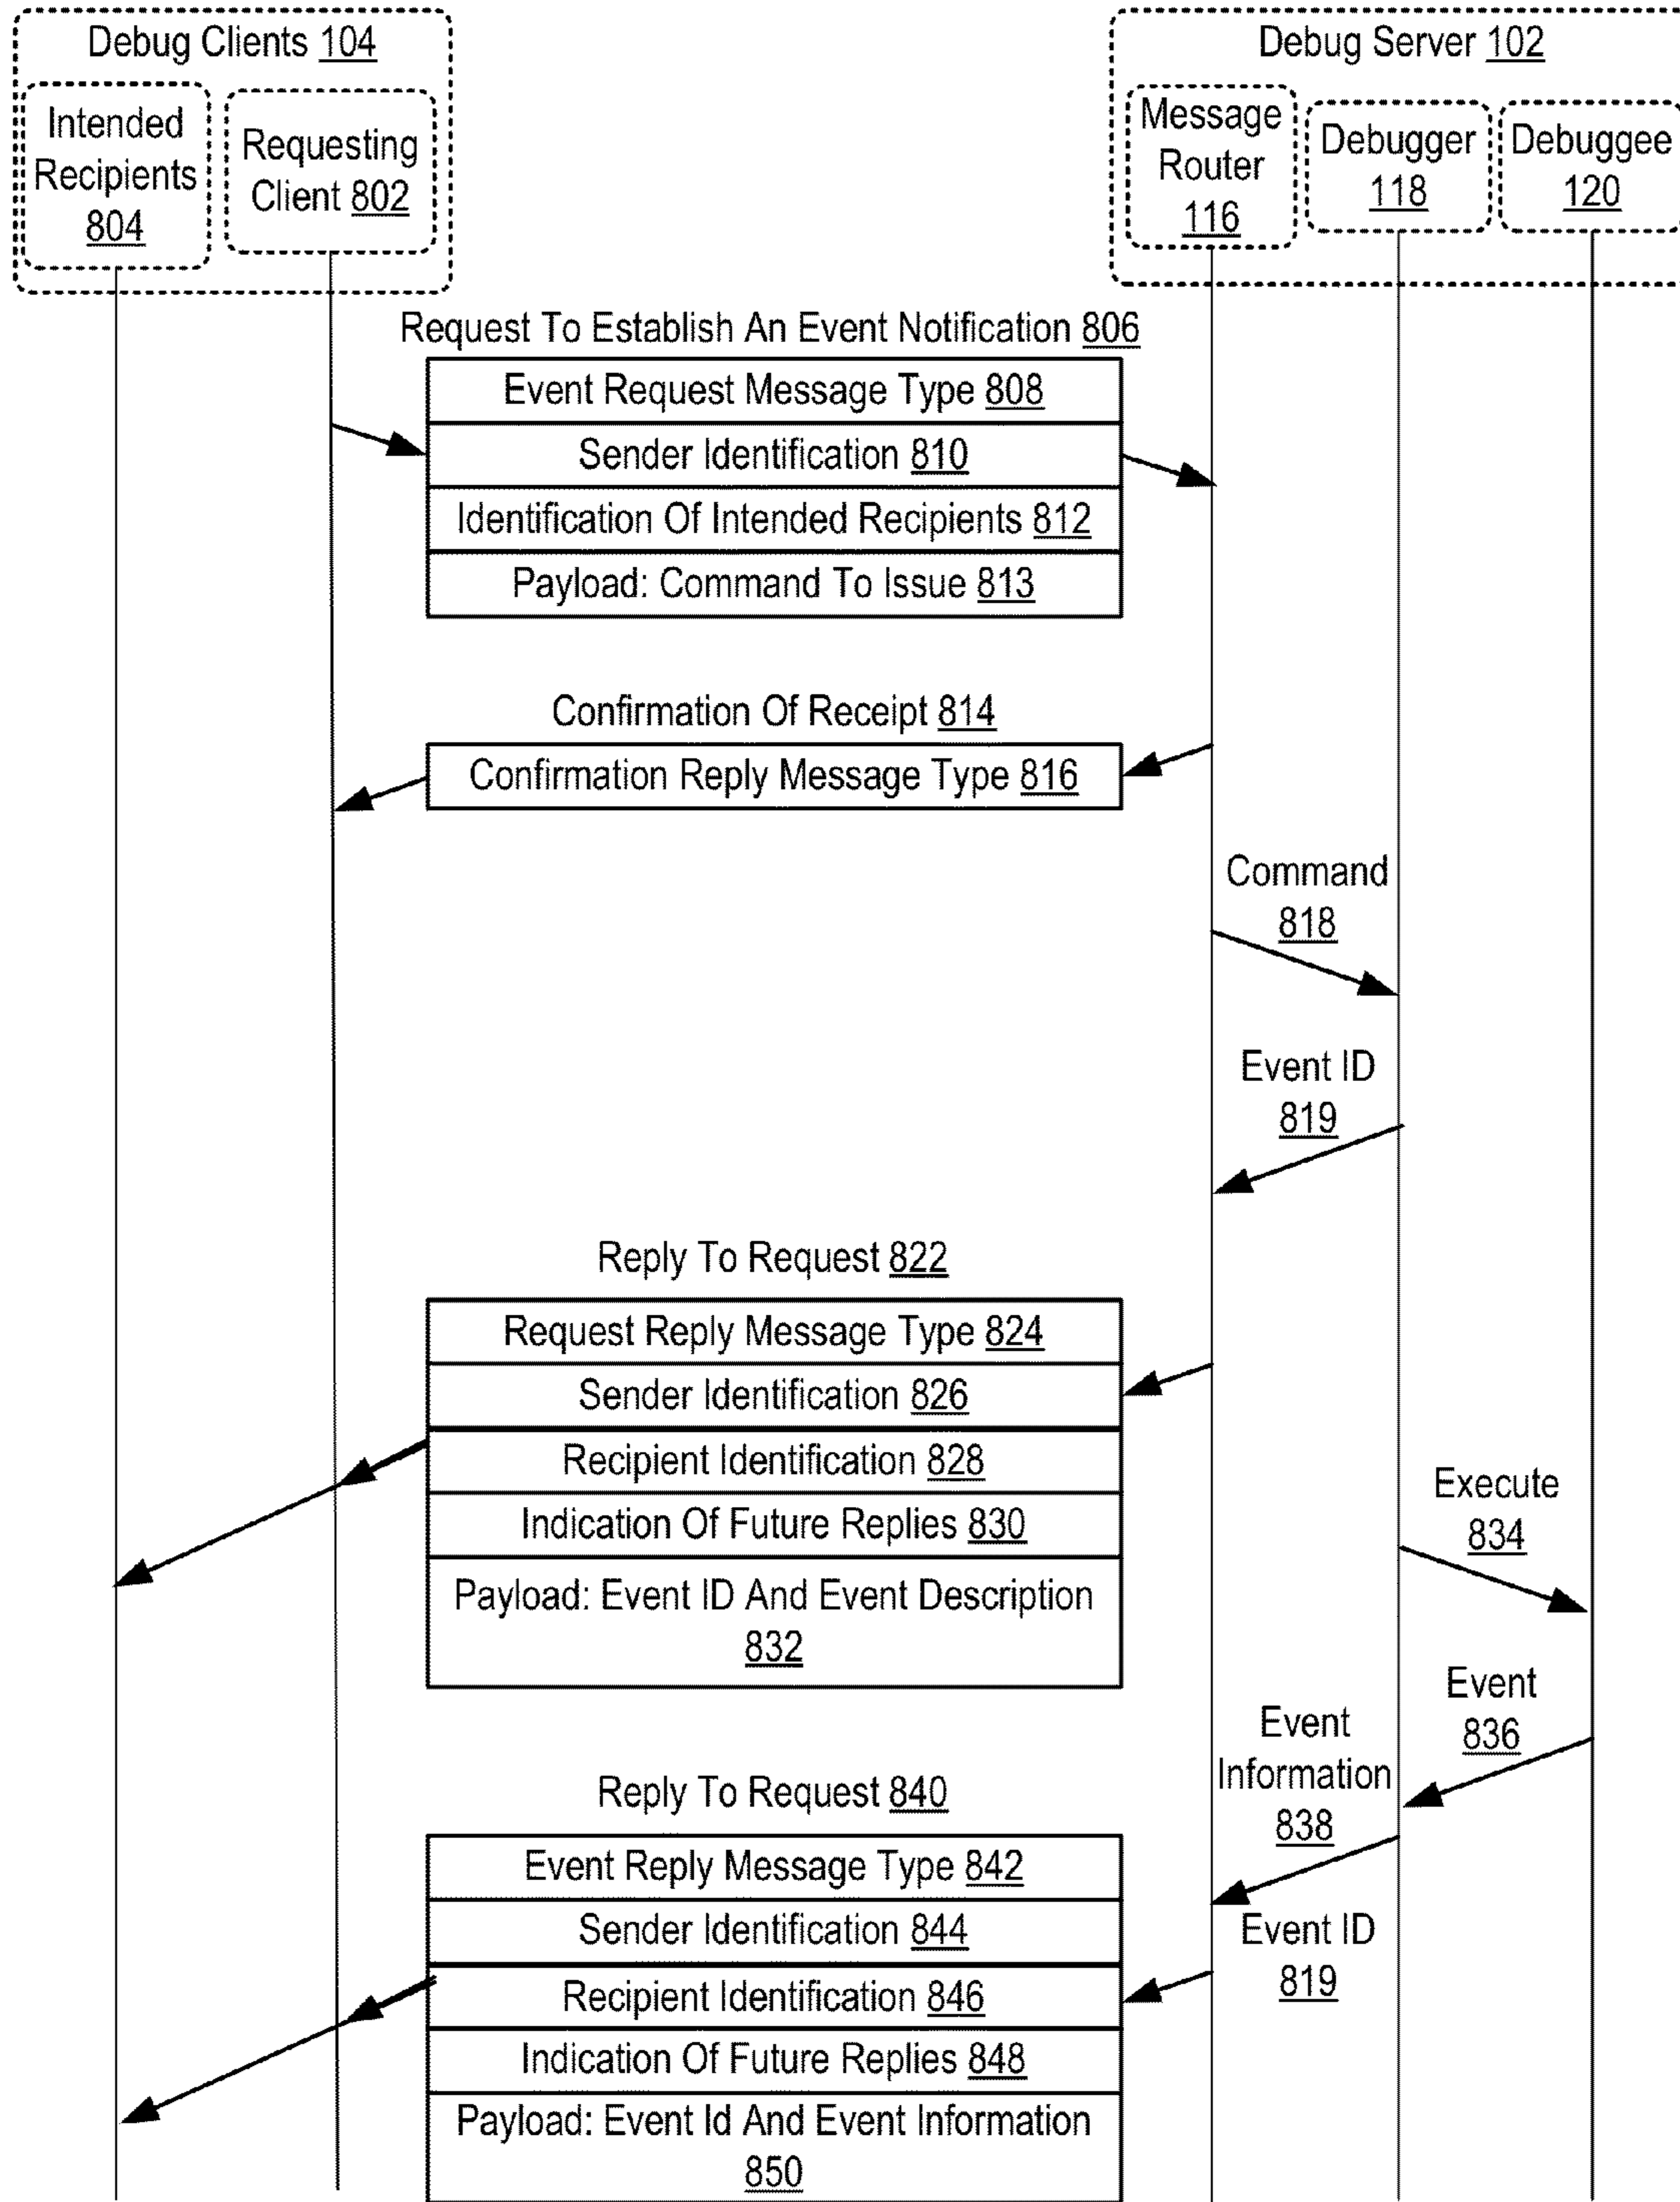 Debug Clients 104
Intended
Recipients
804
Requesting
Client 802
Debug Server 102
Message
Router
116
Debugger
118
Debuggee
120
Request To Establish An Event Notification 806
Event Request Message Type 808
Sender Identification 810
Identification Of Intended Recipients 812
Payload: Command To Issue 813
Confirmation Of Receipt 814
Confirmation Reply Message Type 816
Command
818
Event ID
819
Reply To Request 822
Request Reply Message Type 824
Sender Identification 826
Recipient Identification 828
Indication Of Future Replies 830
Payload: Event ID And Event Description
832
Execute
834
Event
836
Event
Information
838
Reply To Request 840
Event Reply Message Type 842
Sender Identification 844
Recipient Identification 846
Indication Of Future Replies 848
Payload: Event Id And Event Information
850
Event ID
819